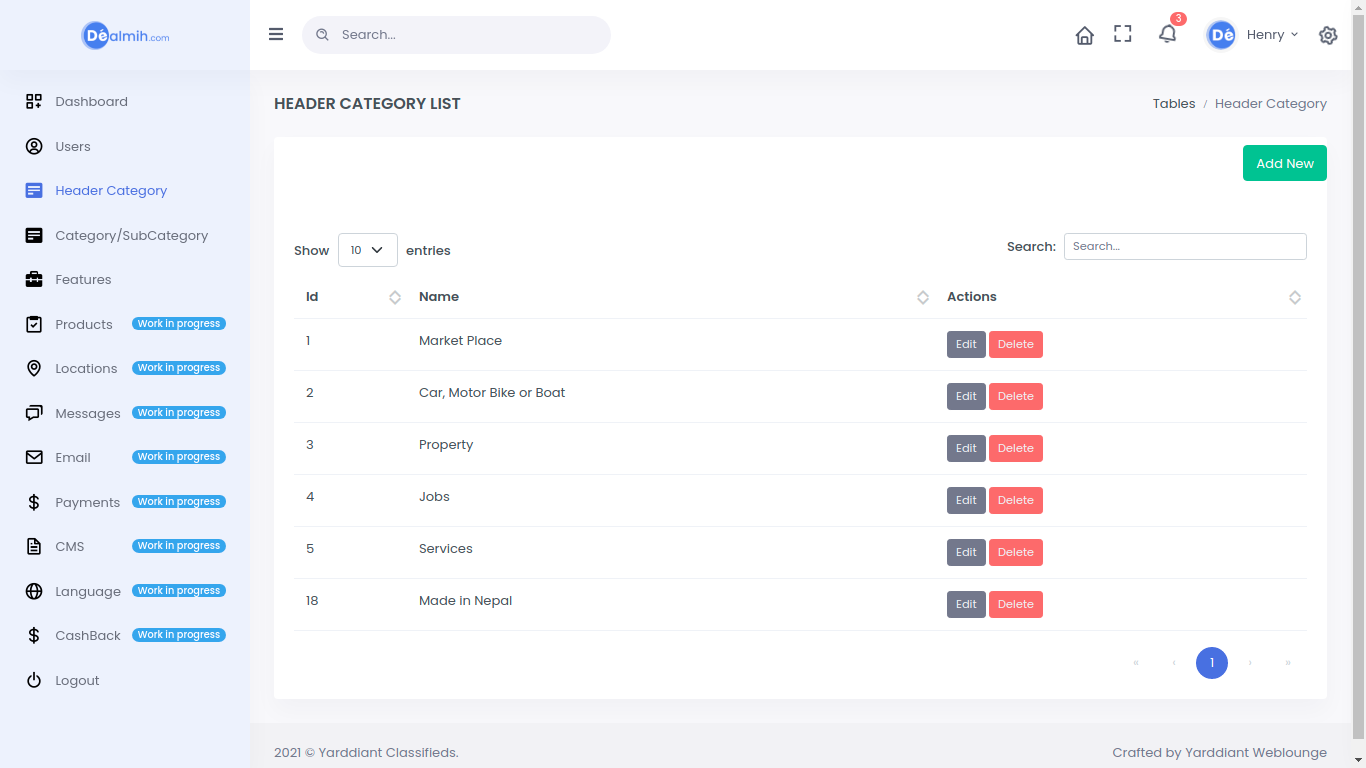 Déalmih.com
Search...
3
Dé
Henry
Dashboard
Users
Header Category
Category/SubCategory
Features
Products Work in progress
Locations Work in progress
Messages Work in progress
Email Work in progress
Payments Work in progress
CMS Work in progress
Language Work in progress
CashBack Work in progress
Logout
HEADER CATEGORY LIST
Tables / Header Category
Add New
Show 10 entries
Search: Search...
Id Name Actions
1 Market Place Edit Delete
2 Car, Motor Bike or Boat Edit Delete
3 Property Edit Delete
4 Jobs Edit Delete
5 Services Edit Delete
18 Made in Nepal Edit Delete
« ‹ 1 › »
2021 © Yarddiant Classifieds.
Crafted by Yarddiant Weblounge